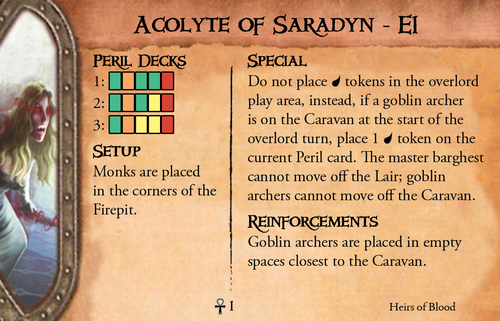 Acolyte of Saradyn - EI
Peril Decks
1:
2:
3:
Setup
Monks are placed
in the corners of the
Firepit.
Special
Do not place tokens in the overlord
play area, instead, if a goblin archer
is on the Caravan at the start of the
overlord turn, place 1 token on the
current Peril card. The master barghest
cannot move off the Lair; goblin
archers cannot move off the Caravan.
Reinforcements
Goblin archers are placed in empty
spaces closest to the Caravan.
I
Heirs of Blood